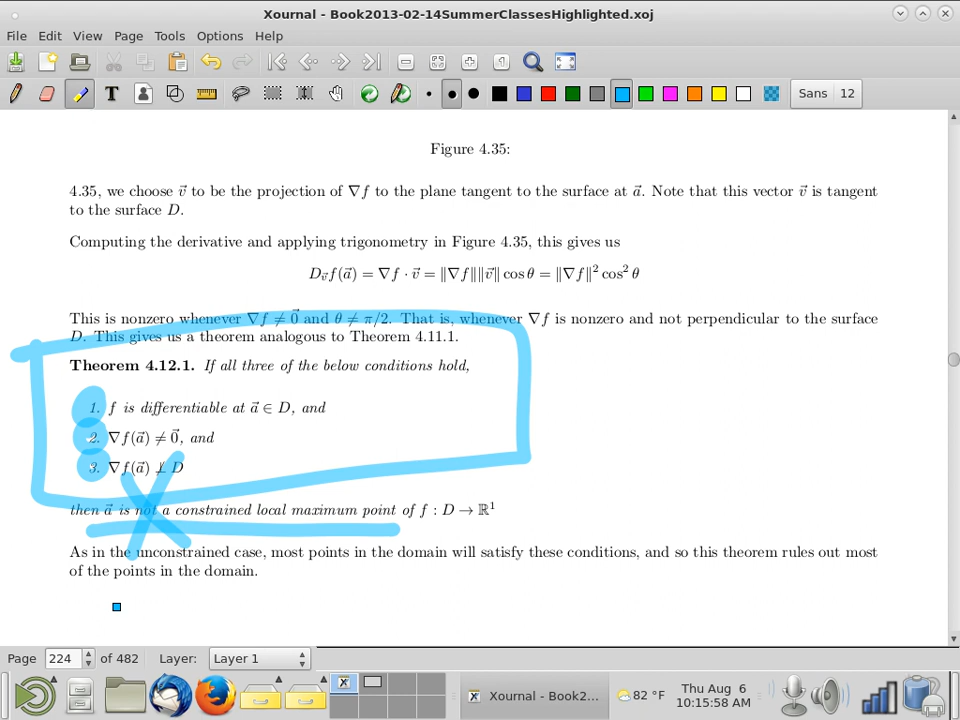 Xournal - Book2013-02-14SummerClassesHighlighted.xoj
File Edit View Page Tools Options Help
Sans 12
Figure 4.35:
4.35, we choose v⃗ to be the projection of ∇f to the plane tangent to the surface at a⃗. Note that this vector v⃗ is tangent
to the surface D.
Computing the derivative and applying trigonometry in Figure 4.35, this gives us
D_v⃗ f(a⃗) = ∇f · v⃗ = ‖∇f‖‖v⃗‖ cos θ = ‖∇f‖² cos² θ
This is nonzero whenever ∇f ≠ 0⃗ and θ ≠ π/2. That is, whenever ∇f is nonzero and not perpendicular to the surface
D. This gives us a theorem analogous to Theorem 4.11.1.
Theorem 4.12.1. If all three of the below conditions hold,
1. f is differentiable at a⃗ ∈ D, and
2. ∇f(a⃗) ≠ 0⃗, and
3. ∇f(a⃗) ⊥̸ D
then a⃗ is not a constrained local maximum point of f : D → ℝ¹
As in the unconstrained case, most points in the domain will satisfy these conditions, and so this theorem rules out most
of the points in the domain.
Page 224 of 482 Layer: Layer 1
Xournal - Book2...
82 °F
Thu Aug 6
10:15:58 AM